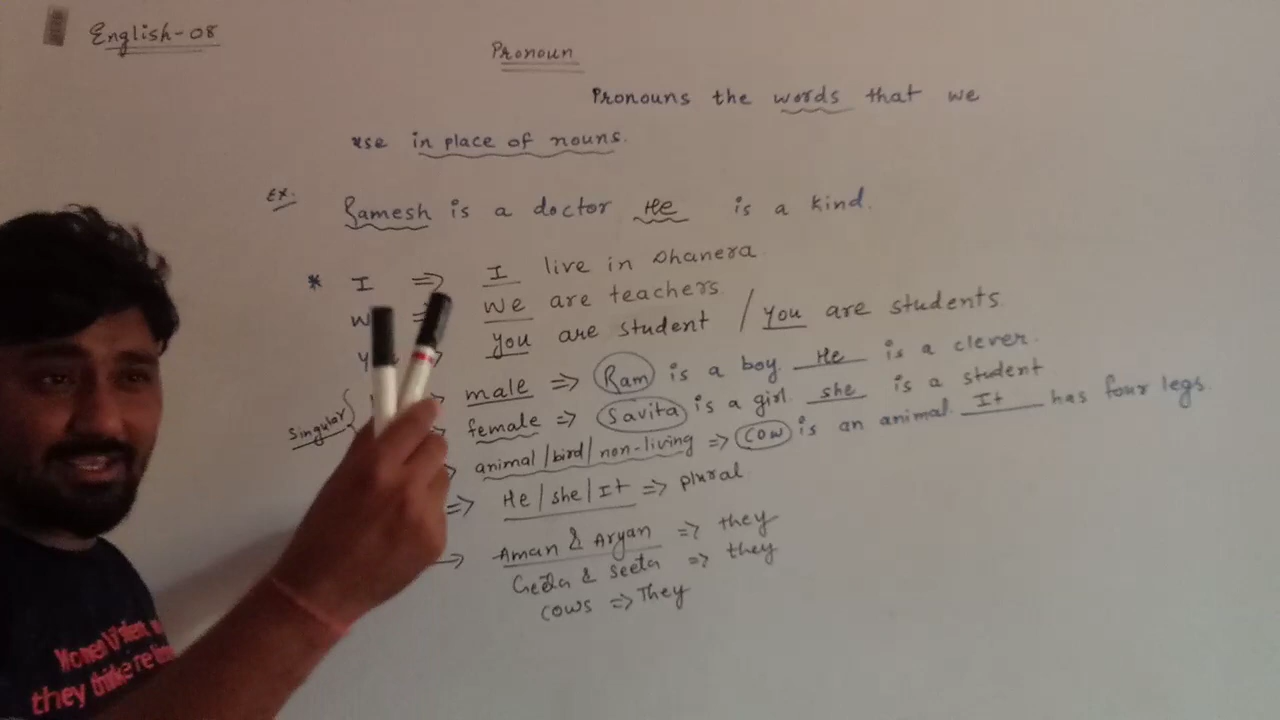 English-08
Pronoun
Pronouns the words that we
use in place of nouns.
Ex.
Ramesh is a doctor He is a kind.
* I => I live in Dhanera
=> We are teachers.
you are student / you are students.
male => Ram is a boy. He is a clever.
singular female => Savita is a girl. she is a student
animal/bird/non-living => cow is an animal. It has four legs.
=> He/she/It => plural
Aman & Aryan => they
Geeta & Seeta => they
cows => They
they